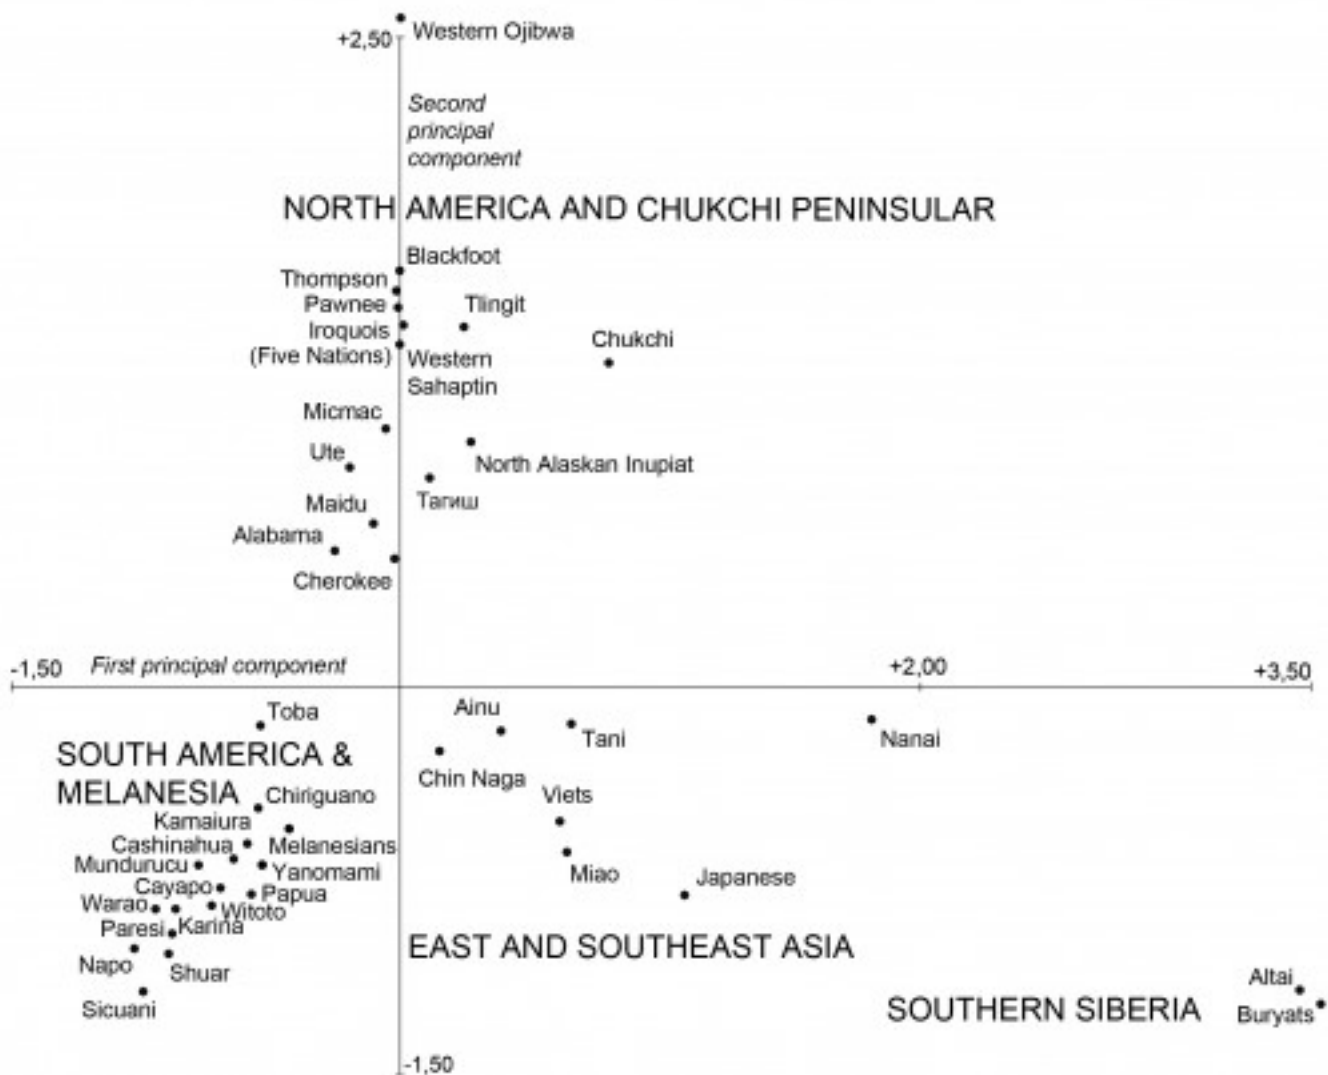 Western Ojibwa
+2,50
Second
principal
component
NORTH AMERICA AND CHUKCHI PENINSULAR
Blackfoot
Thompson
Pawnee
Tlingit
Iroquois
(Five Nations)
Chukchi
Western
Sahaptin
Micmac
Ute
North Alaskan Inupiat
Тагиш
Maidu
Alabama
Cherokee
-1,50
First principal component
+2,00
+3,50
Toba
Ainu
Tani
Nanai
SOUTH AMERICA &
MELANESIA
Chin Naga
Chiriguano
Viets
Kamaiura
Cashinahua
Melanesians
Mundurucu
Yanomami
Miao
Japanese
Cayapo
Papua
Warao
Witoto
Paresi
Karina
Napo
Shuar
EAST AND SOUTHEAST ASIA
Sicuani
Altai
SOUTHERN SIBERIA
Buryats
-1,50